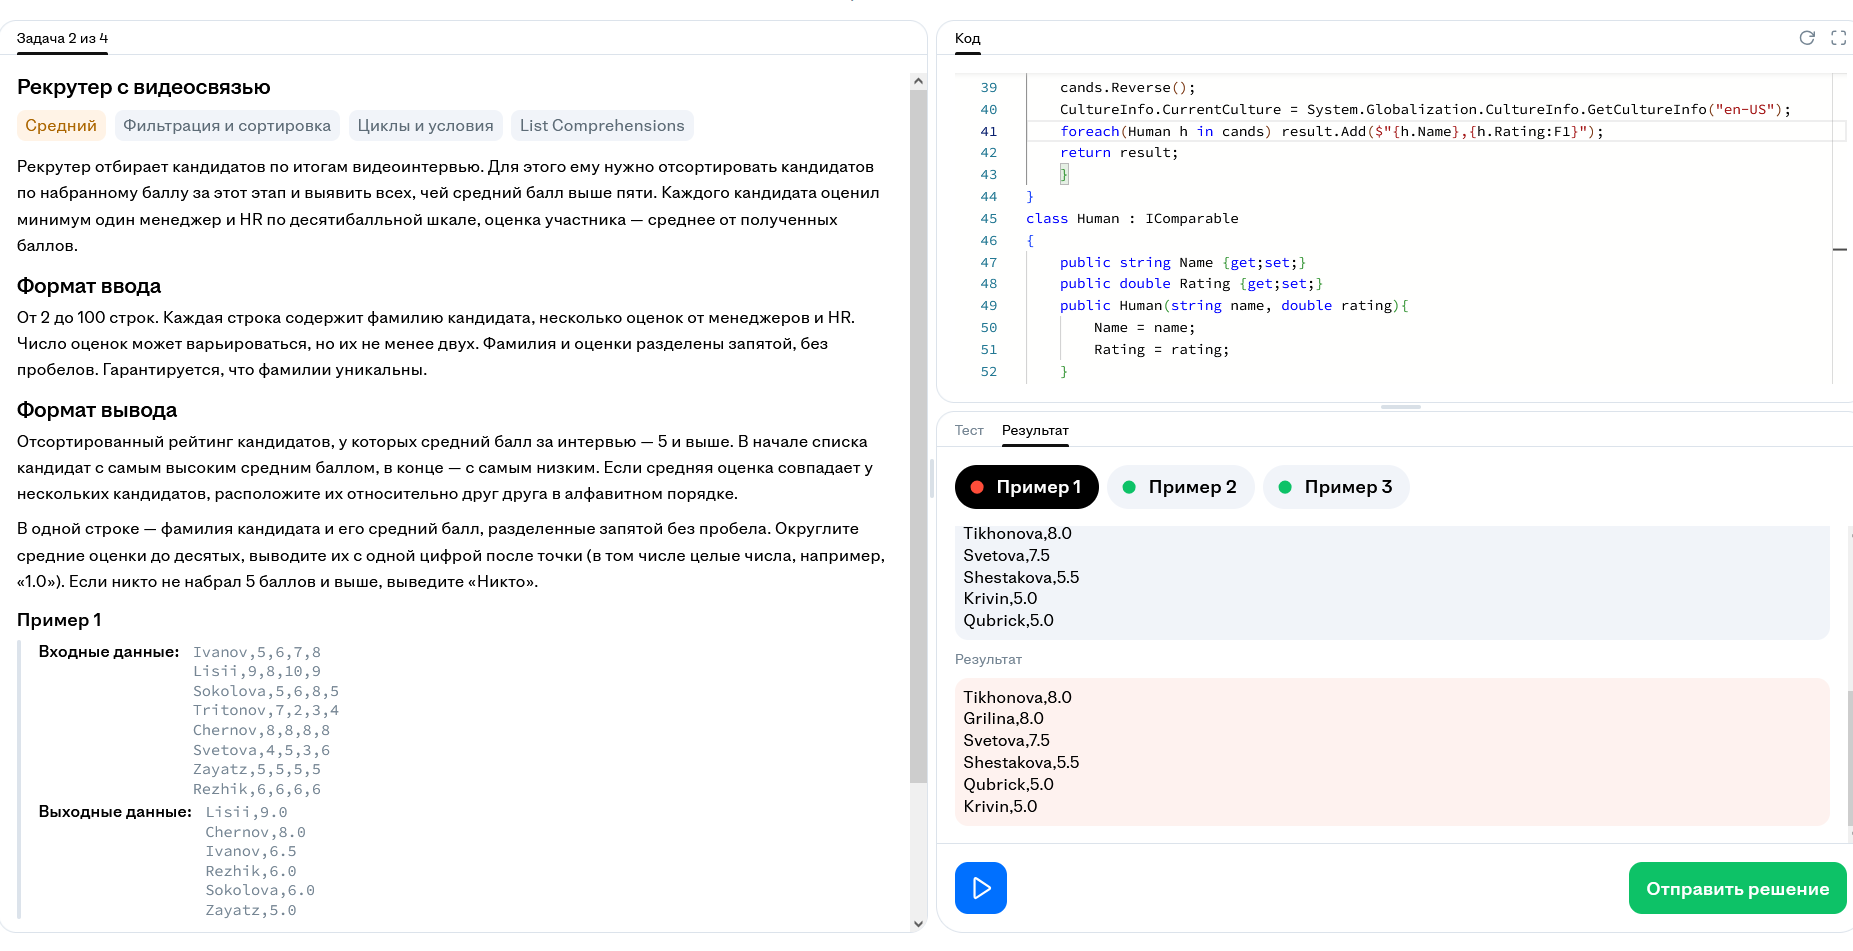 Задача 2 из 4
Рекрутер с видеосвязью
Средний
Фильтрация и сортировка
Циклы и условия
List Comprehensions
Рекрутер отбирает кандидатов по итогам видеоинтервью. Для этого ему нужно отсортировать кандидатов
по набранному баллу за этот этап и выявить всех, чей средний балл выше пяти. Каждого кандидата оценил
минимум один менеджер и HR по десятибалльной шкале, оценка участника — среднее от полученных
баллов.
Формат ввода
От 2 до 100 строк. Каждая строка содержит фамилию кандидата, несколько оценок от менеджеров и HR.
Число оценок может варьироваться, но их не менее двух. Фамилия и оценки разделены запятой, без
пробелов. Гарантируется, что фамилии уникальны.
Формат вывода
Отсортированный рейтинг кандидатов, у которых средний балл за интервью — 5 и выше. В начале списка
кандидат с самым высоким средним баллом, в конце — с самым низким. Если средняя оценка совпадает у
нескольких кандидатов, расположите их относительно друг друга в алфавитном порядке.
В одной строке — фамилия кандидата и его средний балл, разделенные запятой без пробела. Округлите
средние оценки до десятых, выводите их с одной цифрой после точки (в том числе целые числа, например,
«1.0»). Если никто не набрал 5 баллов и выше, выведите «Никто».
Пример 1
Входные данные:
Ivanov,5,6,7,8
Lisii,9,8,10,9
Sokolova,5,6,8,5
Tritonov,7,2,3,4
Chernov,8,8,8,8
Svetova,4,5,3,6
Zayatz,5,5,5,5
Rezhik,6,6,6,6
Выходные данные:
Lisii,9.0
Chernov,8.0
Ivanov,6.5
Rezhik,6.0
Sokolova,6.0
Zayatz,5.0
Код
39 cands.Reverse();
40 CultureInfo.CurrentCulture = System.Globalization.CultureInfo.GetCultureInfo("en-US");
41 foreach(Human h in cands) result.Add($"{h.Name},{h.Rating:F1}");
42 return result;
43 }
44 }
45 class Human : IComparable
46 {
47 public string Name {get;set;}
48 public double Rating {get;set;}
49 public Human(string name, double rating){
50 Name = name;
51 Rating = rating;
52 }
Тест
Результат
Пример 1
Пример 2
Пример 3
Tikhonova,8.0
Svetova,7.5
Shestakova,5.5
Krivin,5.0
Qubrick,5.0
Результат
Tikhonova,8.0
Grilina,8.0
Svetova,7.5
Shestakova,5.5
Qubrick,5.0
Krivin,5.0
Отправить решение